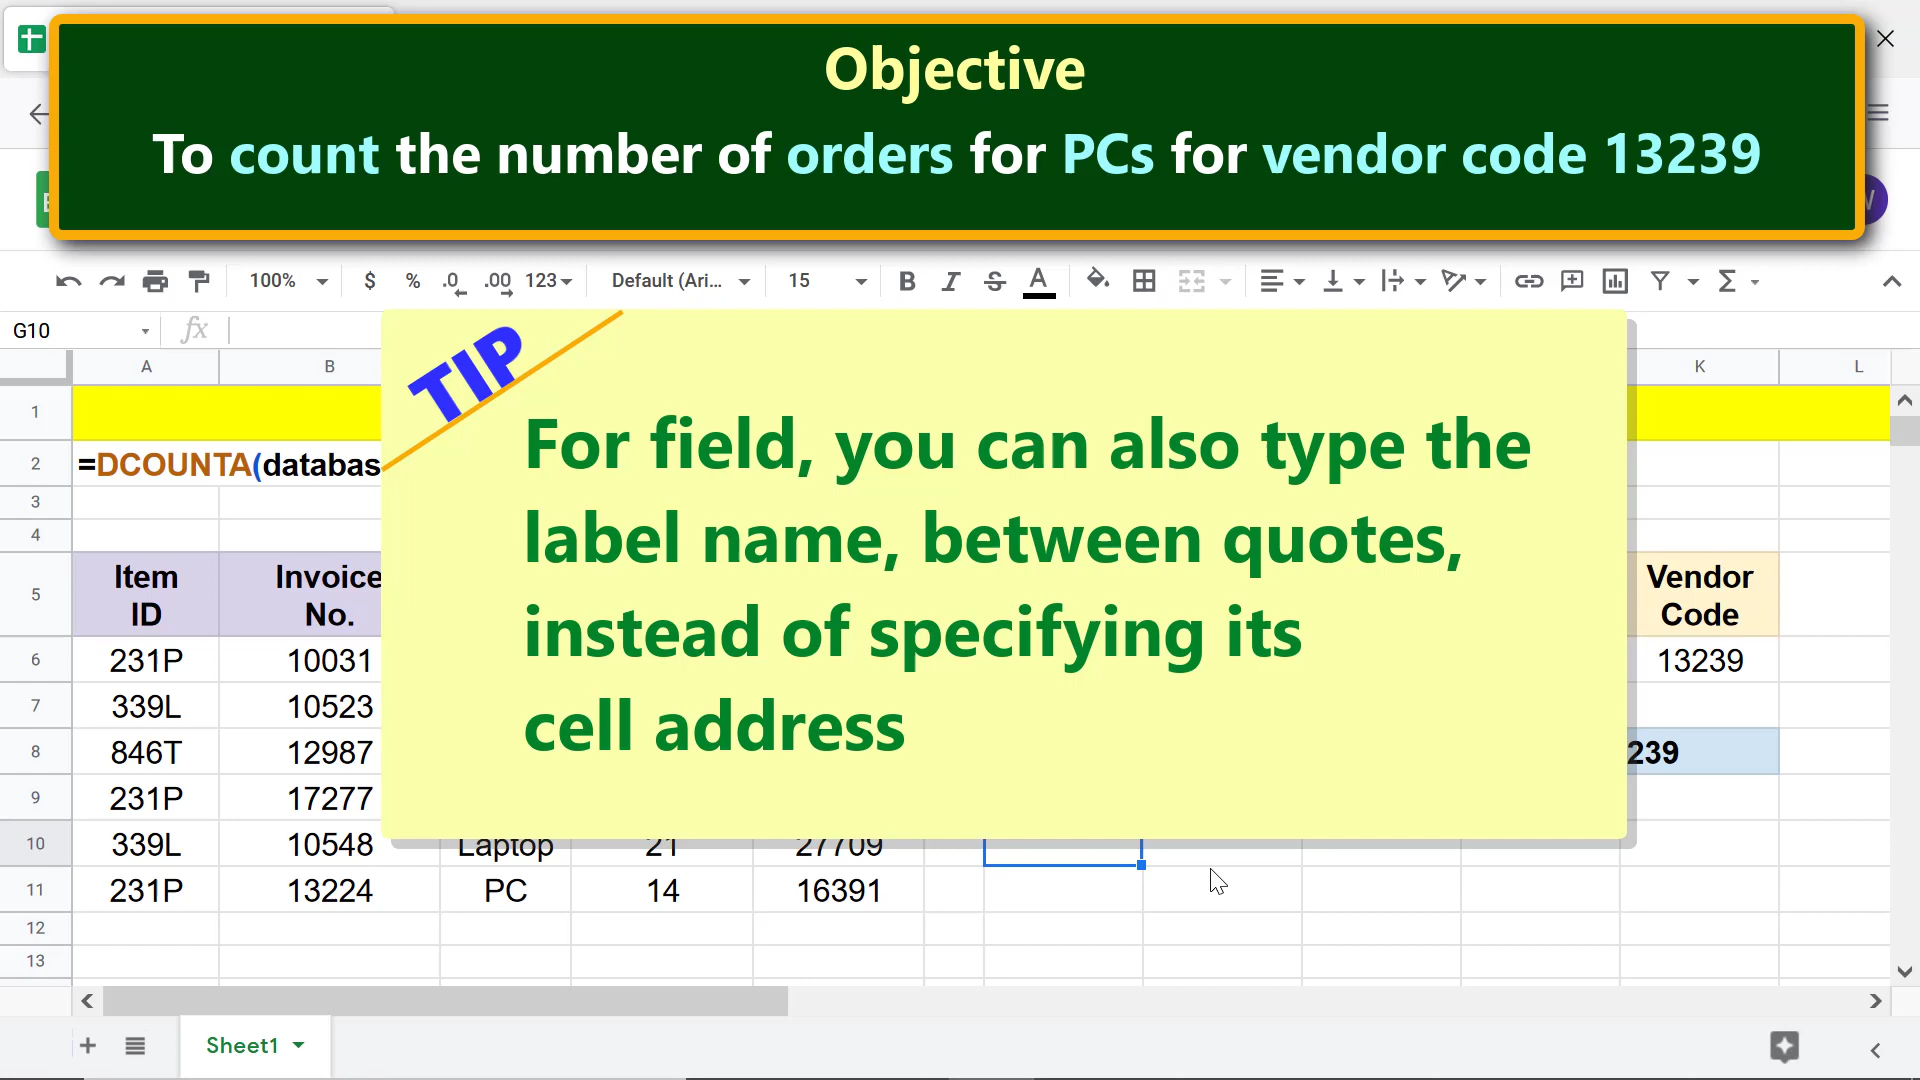 Objective
To count the number of orders for PCs for vendor code 13239
100% $ % .0 .00 123 Default (Ari... 15 B I S A Σ
G10 fx
A B K L
1
2 =DCOUNTA(databas
3
4
5 Item ID Invoice No. Vendor Code
6 231P 10031 13239
7 339L 10523
8 846T 12987 239
9 231P 17277
10 339L 10548 Laptop 21 27709
11 231P 13224 PC 14 16391
12
13
TIP
For field, you can also type the
label name, between quotes,
instead of specifying its
cell address
Sheet1